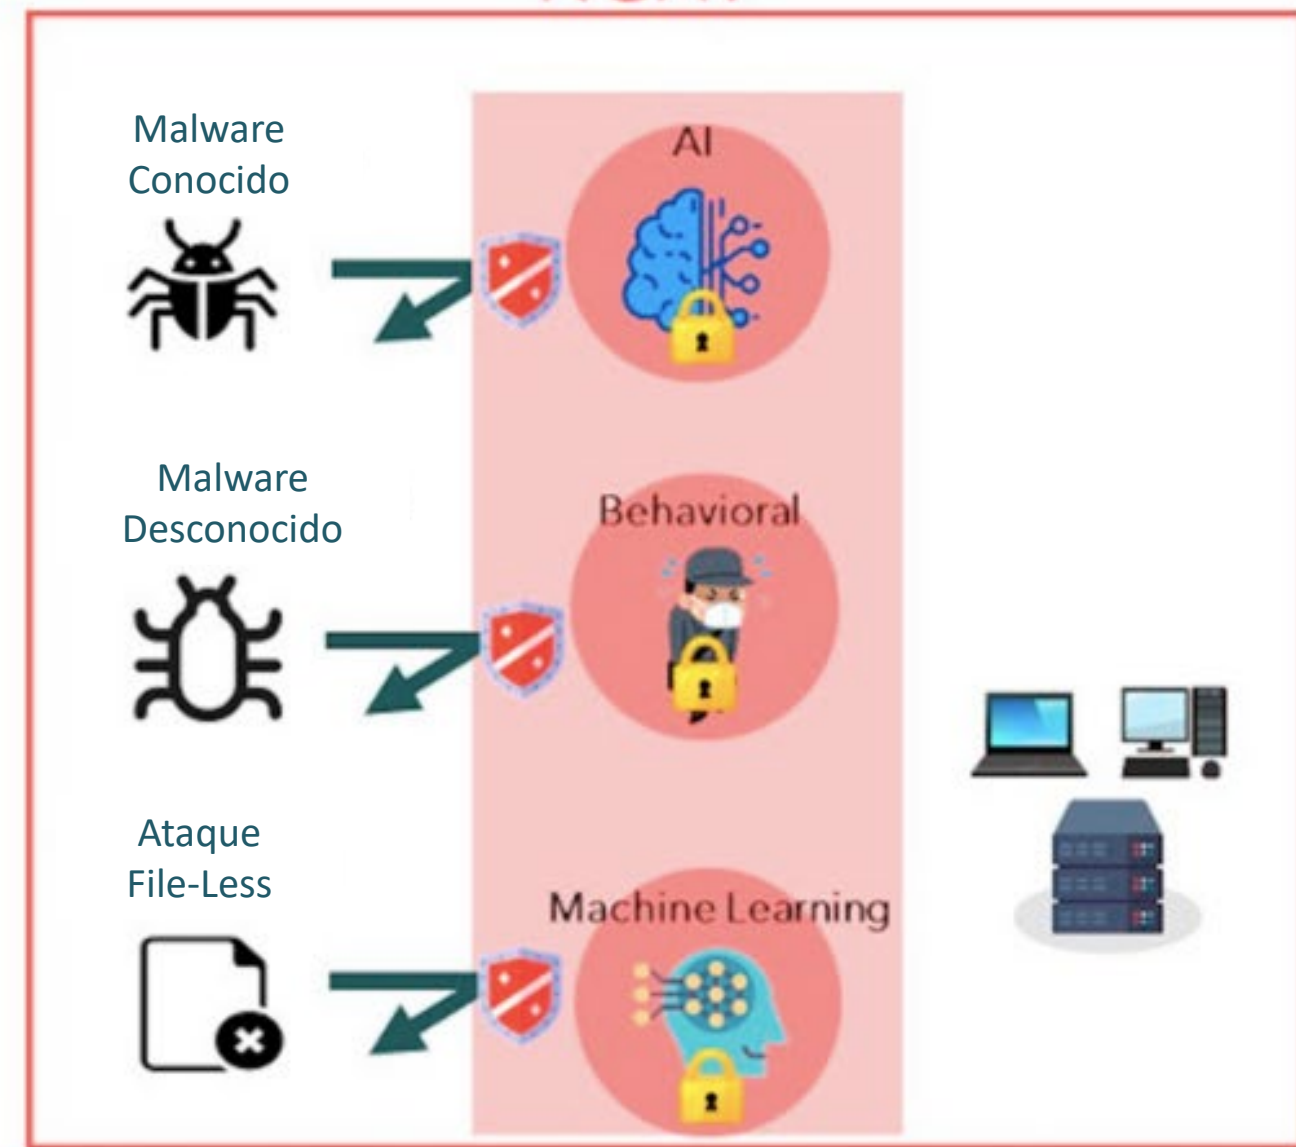 Malware
Conocido
AI
Malware
Desconocido
Behavioral
Ataque
File-Less
Machine Learning